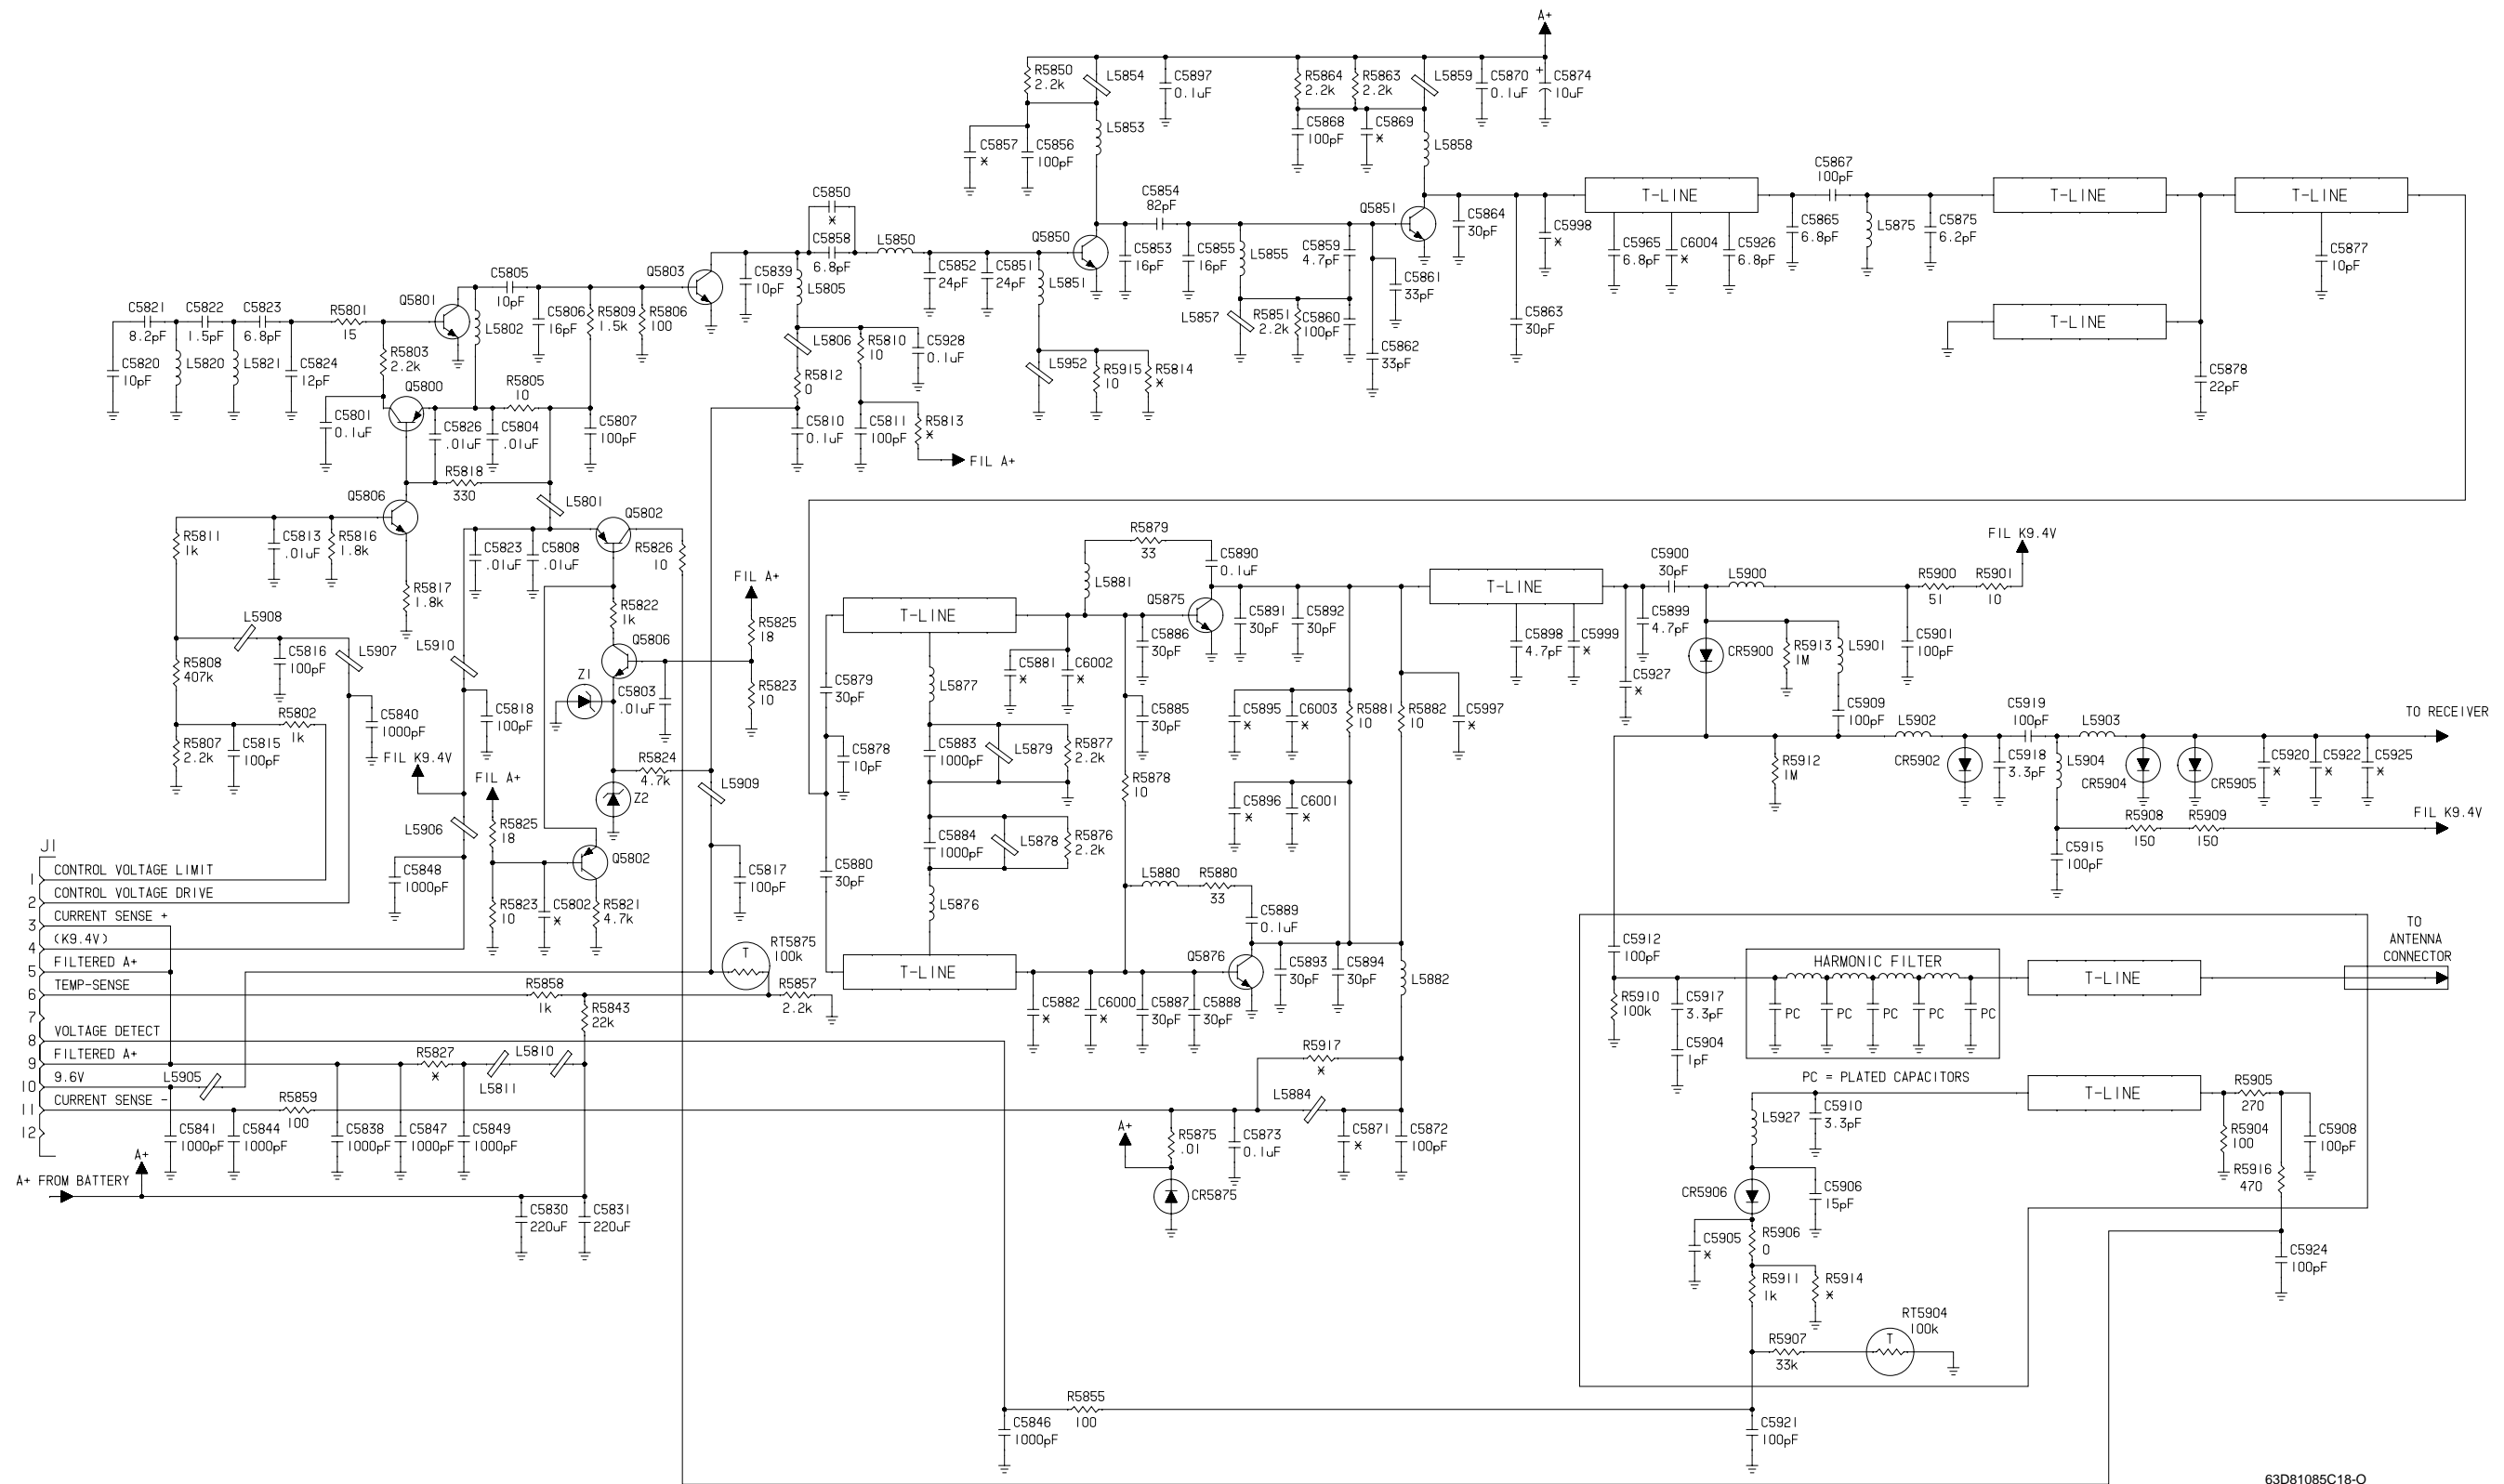 A+
R5850
2.2k
L5854
C5897
0.1uF
R5864
2.2k
R5863
2.2k
L5859
C5870
0.1uF
+
C5874
10uF
C5857
*
C5856
100pF
L5853
C5868
100pF
C5869
*
L5858
C5850
*
C5858
6.8pF
L5850
C5854
82pF
Q5850
Q5851
C5864
30pF
C5998
*
T-LINE
C5867
100pF
T-LINE
T-LINE
C5965
6.8pF
C6004
*
C5926
6.8pF
C5865
6.8pF
L5875
C5875
6.2pF
C5877
10pF
C5821
8.2pF
C5822
1.5pF
C5823
6.8pF
R5801
15
Q5801
C5805
10pF
Q5803
C5839
10pF
L5805
C5852
24pF
C5851
24pF
L5851
C5853
16pF
C5855
16pF
L5855
C5859
4.7pF
C5861
33pF
C5820
10pF
L5820
L5821
C5824
12pF
R5803
2.2k
L5802
C5806
16pF
R5809
1.5k
R5806
100
L5806
R5810
10
C5928
0.1uF
L5857
R5851
2.2k
C5860
100pF
C5862
33pF
C5863
30pF
T-LINE
C5878
22pF
Q5800
R5805
10
R5812
0
L5952
R5915
10
R5814
*
C5801
0.1uF
C5826
.01uF
C5804
.01uF
C5807
100pF
C5810
0.1uF
C5811
100pF
R5813
*
FIL A+
R5818
330
Q5806
L5801
Q5802
R5811
1k
C5813
.01uF
R5816
1.8k
C5823
.01uF
C5808
.01uF
R5826
10
R5817
1.8k
R5822
1k
FIL A+
R5825
18
R5879
33
C5890
0.1uF
L5881
Q5875
T-LINE
C5891
30pF
C5892
30pF
T-LINE
C5900
30pF
L5900
R5900
51
R5901
10
FIL K9.4V
L5908
C5816
100pF
L5907
L5910
R5808
407k
Q5806
Z1
C5803
.01uF
R5823
10
C5879
30pF
L5877
C5881
*
C6002
*
C5886
30pF
C5898
4.7pF
C5999
*
C5899
4.7pF
C5927
*
CR5900
R5913
1M
L5901
C5901
100pF
R5802
1k
C5840
1000pF
C5818
100pF
R5807
2.2k
C5815
100pF
FIL K9.4V
FIL A+
R5824
4.7k
L5909
Z2
C5878
10pF
C5883
1000pF
L5879
R5877
2.2k
C5885
30pF
R5878
10
C5895
*
C6003
*
R5881
10
R5882
10
C5997
*
C5909
100pF
L5902
C5919
100pF
L5903
TO RECEIVER
R5912
1M
CR5902
C5918
3.3pF
L5904
CR5904
CR5905
C5920
*
C5922
*
C5925
*
L5906
R5825
18
Q5802
C5848
1000pF
R5823
10
C5802
*
R5821
4.7k
C5817
100pF
C5880
30pF
C5884
1000pF
L5878
R5876
2.2k
C5896
*
C6001
*
L5880
R5880
33
C5889
0.1uF
L5876
R5908
150
R5909
150
FIL K9.4V
C5915
100pF
J1
1
CONTROL VOLTAGE LIMIT
2
CONTROL VOLTAGE DRIVE
3
CURRENT SENSE +
4
(K9.4V)
5
FILTERED A+
6
TEMP-SENSE
7
8
VOLTAGE DETECT
9
FILTERED A+
10
9.6V
11
CURRENT SENSE -
12
T
RT5875
100k
T-LINE
Q5876
C5893
30pF
C5894
30pF
L5882
R5858
1k
R5843
22k
R5857
2.2k
C5882
*
C6000
*
C5887
30pF
C5888
30pF
C5912
100pF
HARMONIC FILTER
T-LINE
TO
ANTENNA
CONNECTOR
R5910
100k
C5917
3.3pF
C5904
1pF
PC
PC
PC
PC
PC
PC = PLATED CAPACITORS
R5827
*
L5810
L5811
L5905
R5859
100
R5917
*
L5884
C5841
1000pF
C5844
1000pF
C5838
1000pF
C5847
1000pF
C5849
1000pF
A+
R5875
.01
C5873
0.1uF
C5871
*
C5872
100pF
CR5875
L5927
C5910
3.3pF
T-LINE
R5905
270
R5904
100
C5908
100pF
R5916
470
A+
A+ FROM BATTERY
C5830
220uF
C5831
220uF
CR5906
C5906
15pF
C5905
*
R5906
0
R5911
1k
R5914
*
C5924
100pF
R5907
33k
RT5904
100k
T
C5846
1000pF
R5855
100
C5921
100pF
63D81085C18-O